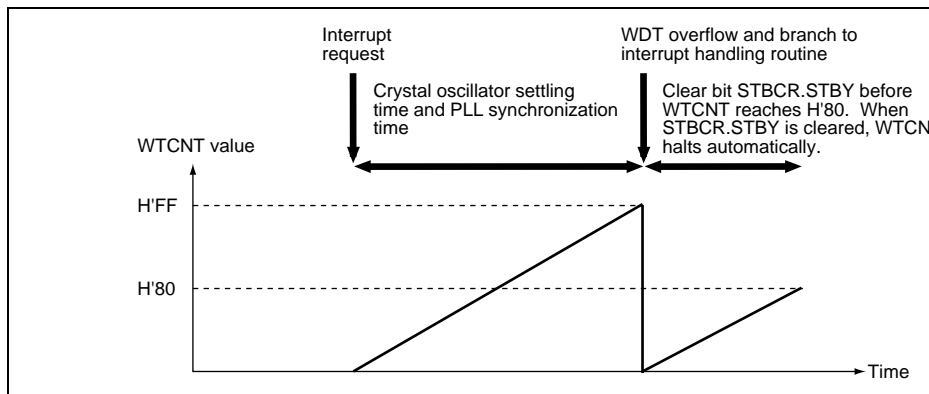 Interrupt
request
WDT overflow and branch to
interrupt handling routine
Crystal oscillator settling
time and PLL synchronization
time
Clear bit STBCR.STBY before
WTCNT reaches H'80. When
STBCR.STBY is cleared, WTCN
halts automatically.
WTCNT value
H'FF
H'80
Time